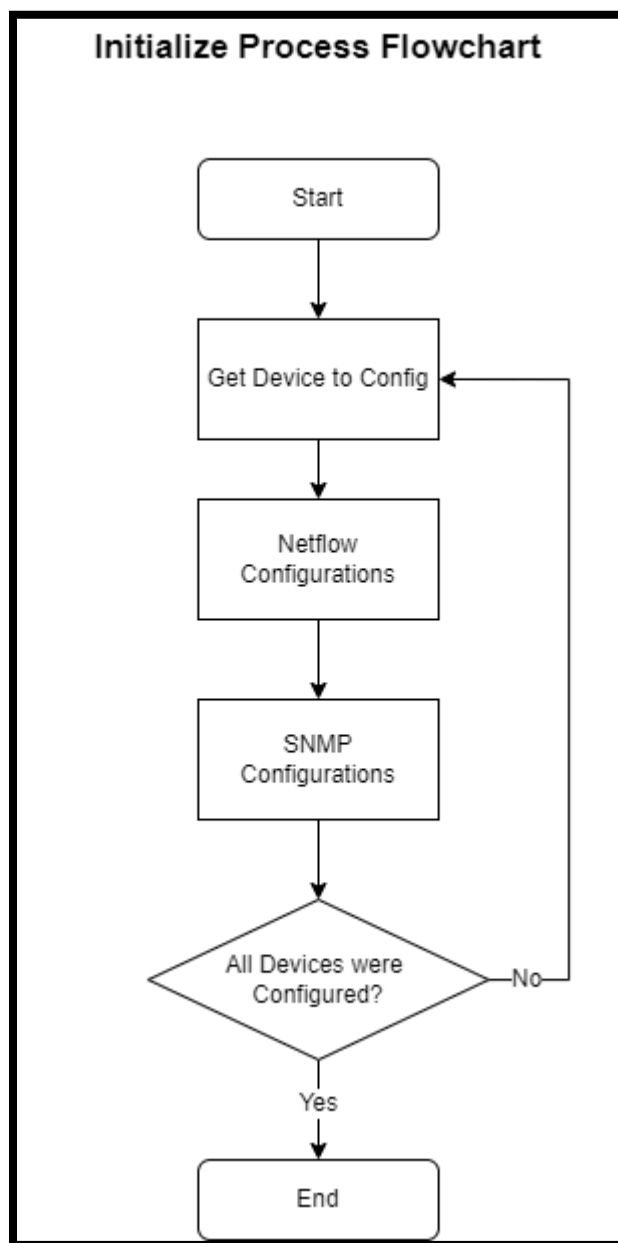 Initialize Process Flowchart
Start
Get Device to Config
Netflow
Configurations
SNMP
Configurations
All Devices were
Configured?
No
Yes
End